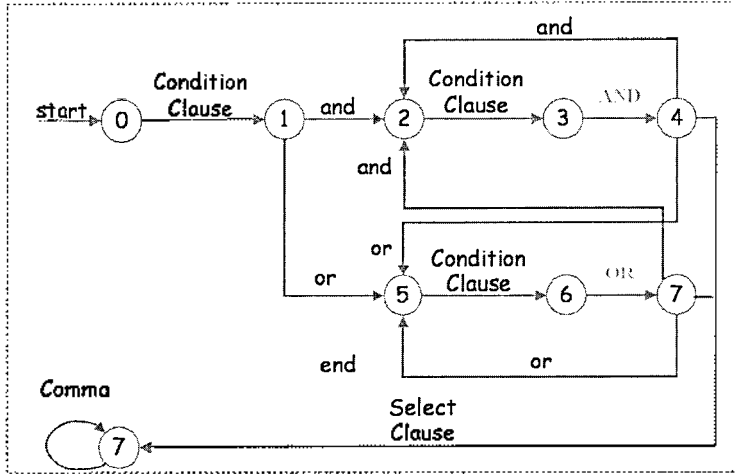 and
Condition
Clause
Condition
Clause
AND
start
0
1
and
2
3
4
and
or
Condition
Clause
OR
or
5
6
7
end
or
Comma
Select
Clause
7